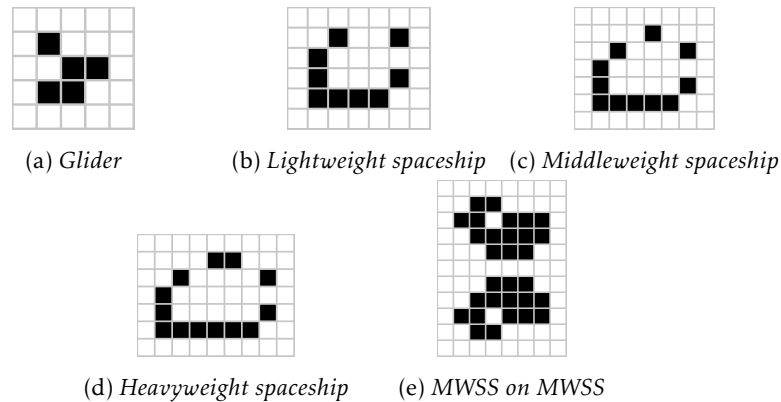 (a) Glider
(b) Lightweight spaceship
(c) Middleweight spaceship
(d) Heavyweight spaceship
(e) MWSS on MWSS